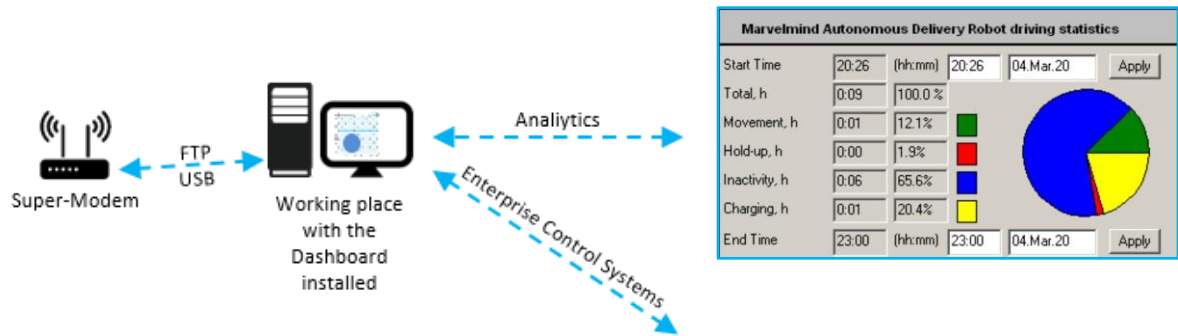 Super-Modem
FTP
USB
Working place
with the
Dashboard
installed
Analiytics
Enterprise Control Systems
Marvelmind Autonomous Delivery Robot driving statistics
Start Time 20:26 (hh:mm) 20:26 04.Mar.20 Apply
Total, h 0:09 100.0 %
Movement, h 0:01 12.1%
Hold-up, h 0:00 1.9%
Inactivity, h 0:06 65.6%
Charging, h 0:01 20.4%
End Time 23:00 (hh:mm) 23:00 04.Mar.20 Apply